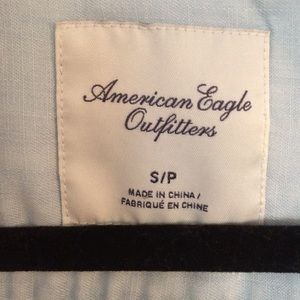 American Eagle
Outfitters
S/P
MADE IN CHINA /
FABRIQUÉ EN CHINE